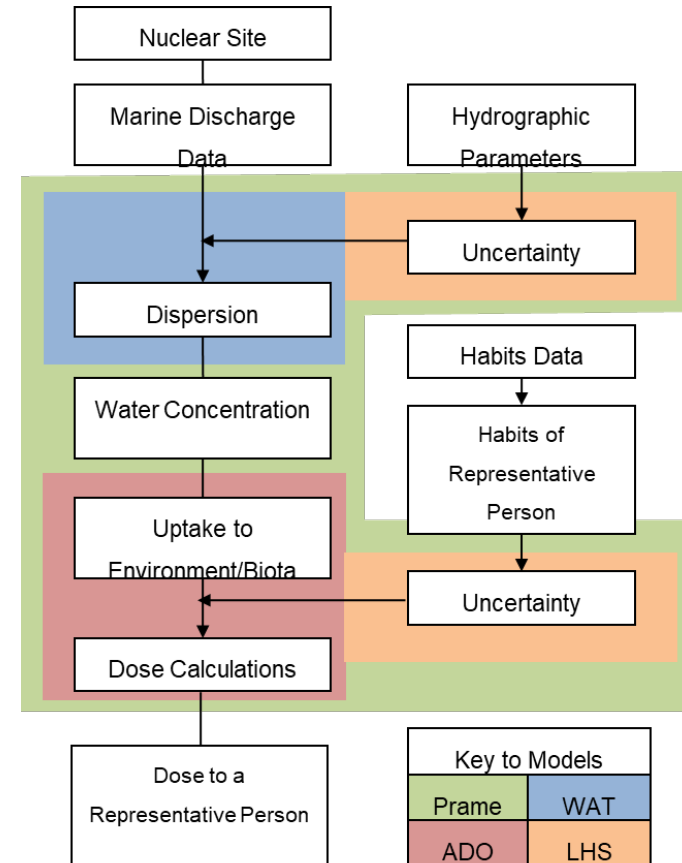 Nuclear Site
Marine Discharge
Data
Hydrographic
Parameters
Uncertainty
Dispersion
Habits Data
Water Concentration
Habits of
Representative
Person
Uptake to
Environment/Biota
Uncertainty
Dose Calculations
Dose to a
Representative Person
Key to Models
Prame
WAT
ADO
LHS